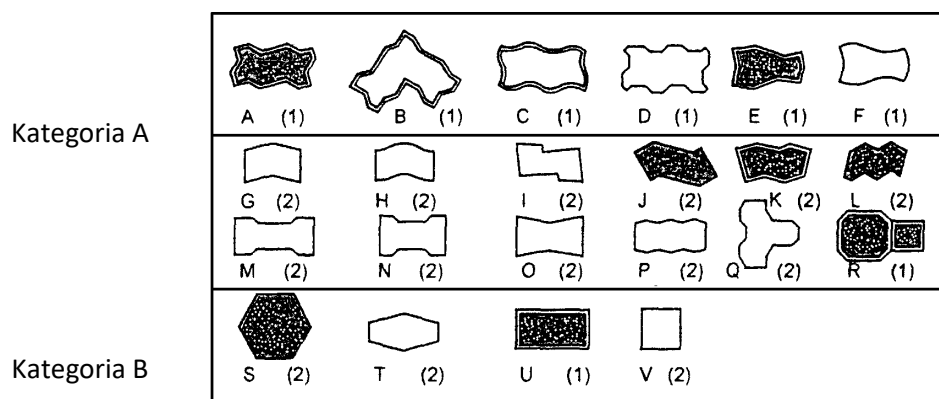 A (1) B (1) C (1) D (1) E (1) F (1)
Kategoria A
G (2) H (2) I (2) J (2) K (2) L (2)
M (2) N (2) O (2) P (2) Q (2) R (1)
Kategoria B
S (2) T (2) U (1) V (2)